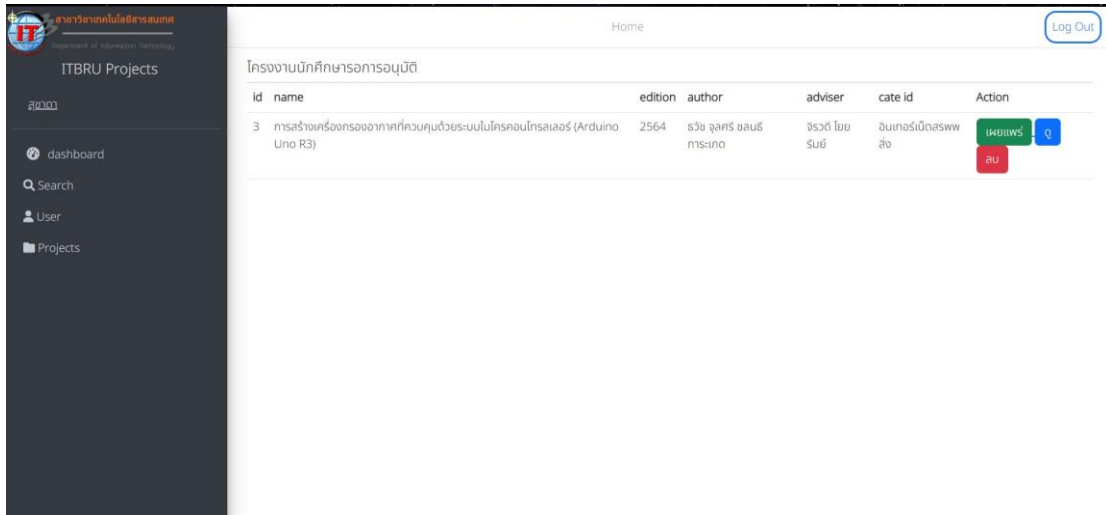 สาขาวิชาเทคโนโลยีสารสนเทศ
Department of Information Technology
ITBRU Projects
สุชาดา
dashboard
Search
User
Projects
Home
Log Out
โครงงานนักศึกษารอการอนุมัติ
id name edition author adviser cate id Action
3 การสร้างเครื่องกรองอากาศที่ควบคุมด้วยระบบไมโครคอนโทรลเลอร์ (Arduino 2564 ธวัช จุลศรี ชลนธี จิรวดี โยย อินเทอร์เน็ตสรพพ เผยแพร่ ดู
Uno R3) การะเกด รัมย์ สิ่ง ลบ